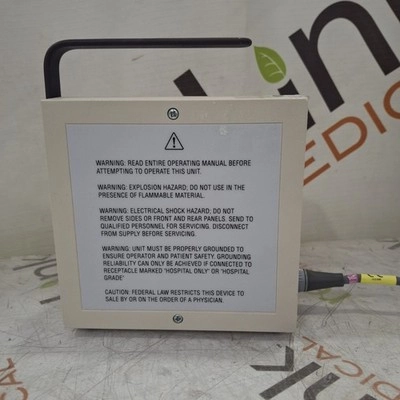 link
MEDICAL
WARNING: READ ENTIRE OPERATING MANUAL BEFORE
ATTEMPTING TO OPERATE THIS UNIT.
WARNING: EXPLOSION HAZARD; DO NOT USE IN THE
PRESENCE OF FLAMMABLE MATERIAL.
WARNING: ELECTRICAL SHOCK HAZARD; DO NOT
REMOVE SIDES OR FRONT AND REAR PANELS. SEND TO
QUALIFIED PERSONNEL FOR SERVICING. DISCONNECT
FROM SUPPLY BEFORE SERVICING.
WARNING: UNIT MUST BE PROPERLY GROUNDED TO
ENSURE OPERATOR AND PATIENT SAFETY. GROUNDING
RELIABILITY CAN ONLY BE ACHIEVED IF CONNECTED TO
RECEPTACLE MARKED 'HOSPITAL ONLY' OR 'HOSPITAL
GRADE'
CAUTION: FEDERAL LAW RESTRICTS THIS DEVICE TO
SALE BY OR ON THE ORDER OF A PHYSICIAN.